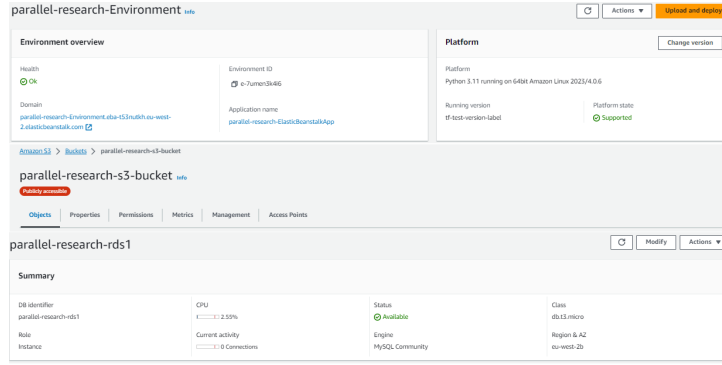 parallel-research-Environment Info
Actions ▼
Upload and deploy
Environment overview
Health
Ok
Environment ID
e-7umen3k4i6
Domain
parallel-research-Environment.eba-t53nutkh.eu-west-
2.elasticbeanstalk.com
Application name
parallel-research-ElasticBeanstalkApp
Platform
Change version
Platform
Python 3.11 running on 64bit Amazon Linux 2023/4.0.6
Running version
tf-test-version-label
Platform state
Supported
Amazon S3 > Buckets > parallel-research-s3-bucket
parallel-research-s3-bucket Info
Publicly accessible
Objects Properties Permissions Metrics Management Access Points
parallel-research-rds1
Modify
Actions ▼
Summary
DB identifier
parallel-research-rds1
CPU
2.55%
Status
Available
Class
db.t3.micro
Role
Instance
Current activity
0 Connections
Engine
MySQL Community
Region & AZ
eu-west-2b